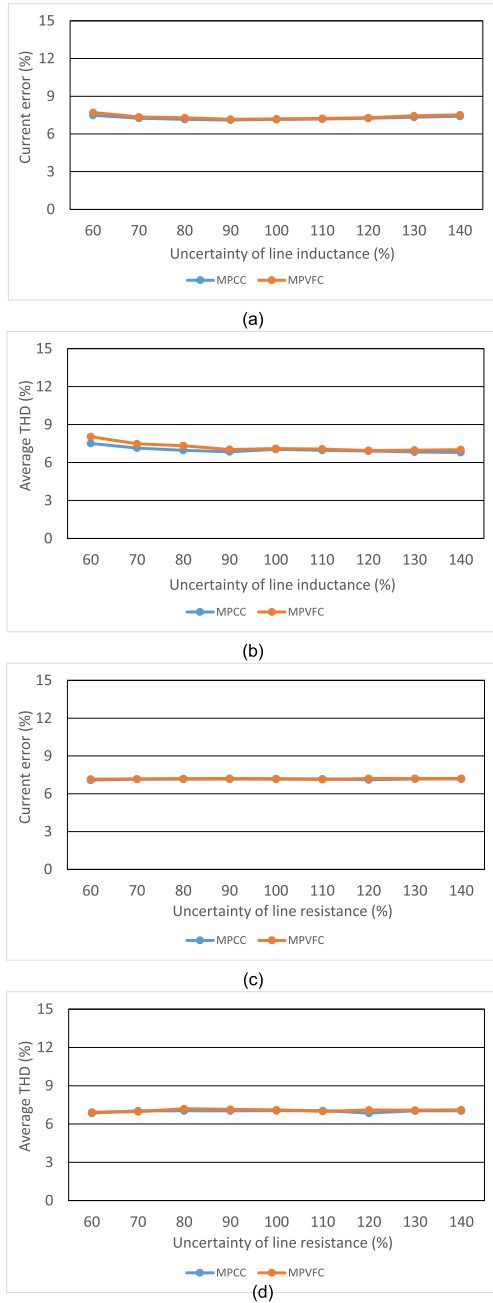 15
12
9
6
3
0
Current error (%)
60 70 80 90 100 110 120 130 140
Uncertainty of line inductance (%)
MPCC MPVFC
(a)
15
12
9
6
3
0
Average THD (%)
60 70 80 90 100 110 120 130 140
Uncertainty of line inductance (%)
MPCC MPVFC
(b)
15
12
9
6
3
0
Current error (%)
60 70 80 90 100 110 120 130 140
Uncertainty of line resistance (%)
MPCC MPVFC
(c)
15
12
9
6
3
0
Average THD (%)
60 70 80 90 100 110 120 130 140
Uncertainty of line resistance (%)
MPCC MPVFC
(d)